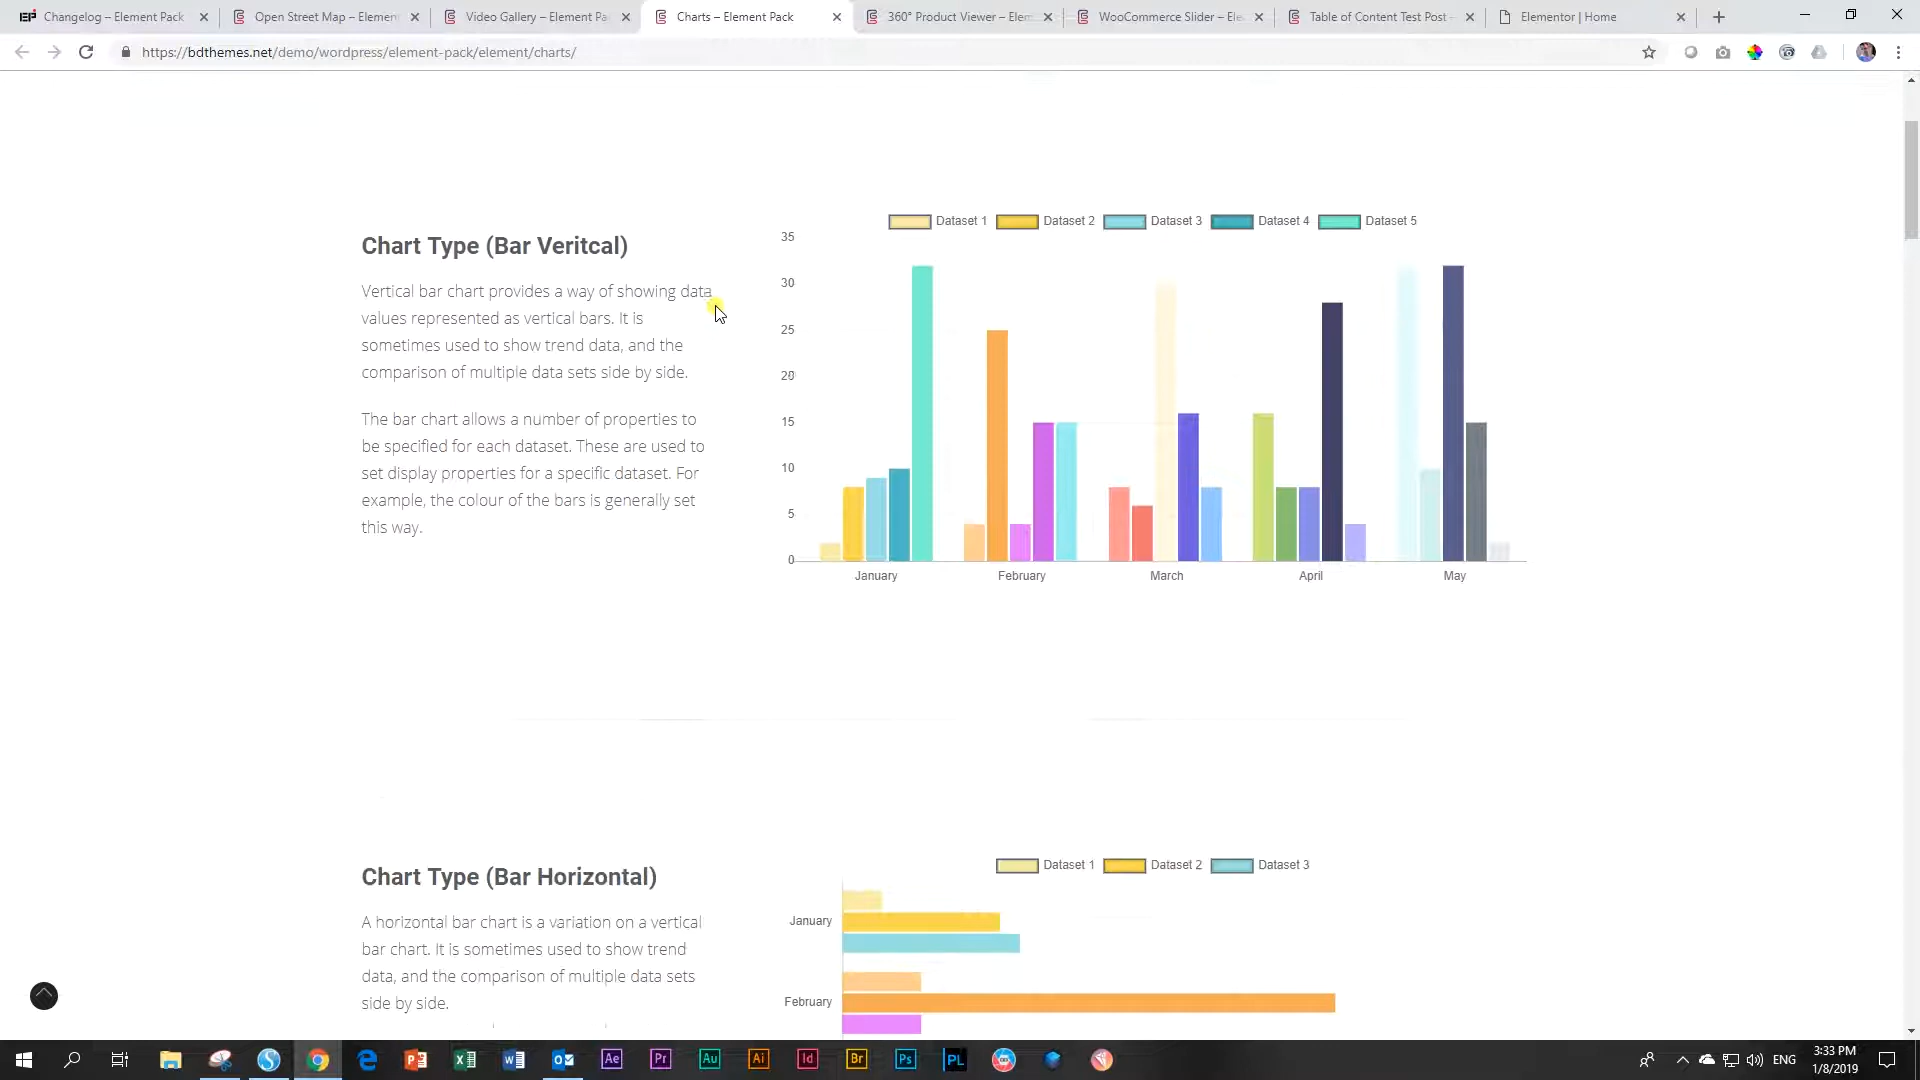 Changelog – Element Pack
Open Street Map – Element
Video Gallery – Element Pa
Charts – Element Pack
360° Product Viewer – Elem
WooCommerce Slider – Ele
Table of Content Test Post –
Elementor | Home
https://bdthemes.net/demo/wordpress/element-pack/element/charts/
Chart Type (Bar Veritcal)
Vertical bar chart provides a way of showing data
values represented as vertical bars. It is
sometimes used to show trend data, and the
comparison of multiple data sets side by side.
The bar chart allows a number of properties to
be specified for each dataset. These are used to
set display properties for a specific dataset. For
example, the colour of the bars is generally set
this way.
Dataset 1 Dataset 2 Dataset 3 Dataset 4 Dataset 5
35
30
25
20
15
10
5
0
January February March April May
Chart Type (Bar Horizontal)
A horizontal bar chart is a variation on a vertical
bar chart. It is sometimes used to show trend
data, and the comparison of multiple data sets
side by side.
Dataset 1 Dataset 2 Dataset 3
January
February
Ae Pr Au Ai Id Br Ps PL
ENG
3:33 PM
1/8/2019